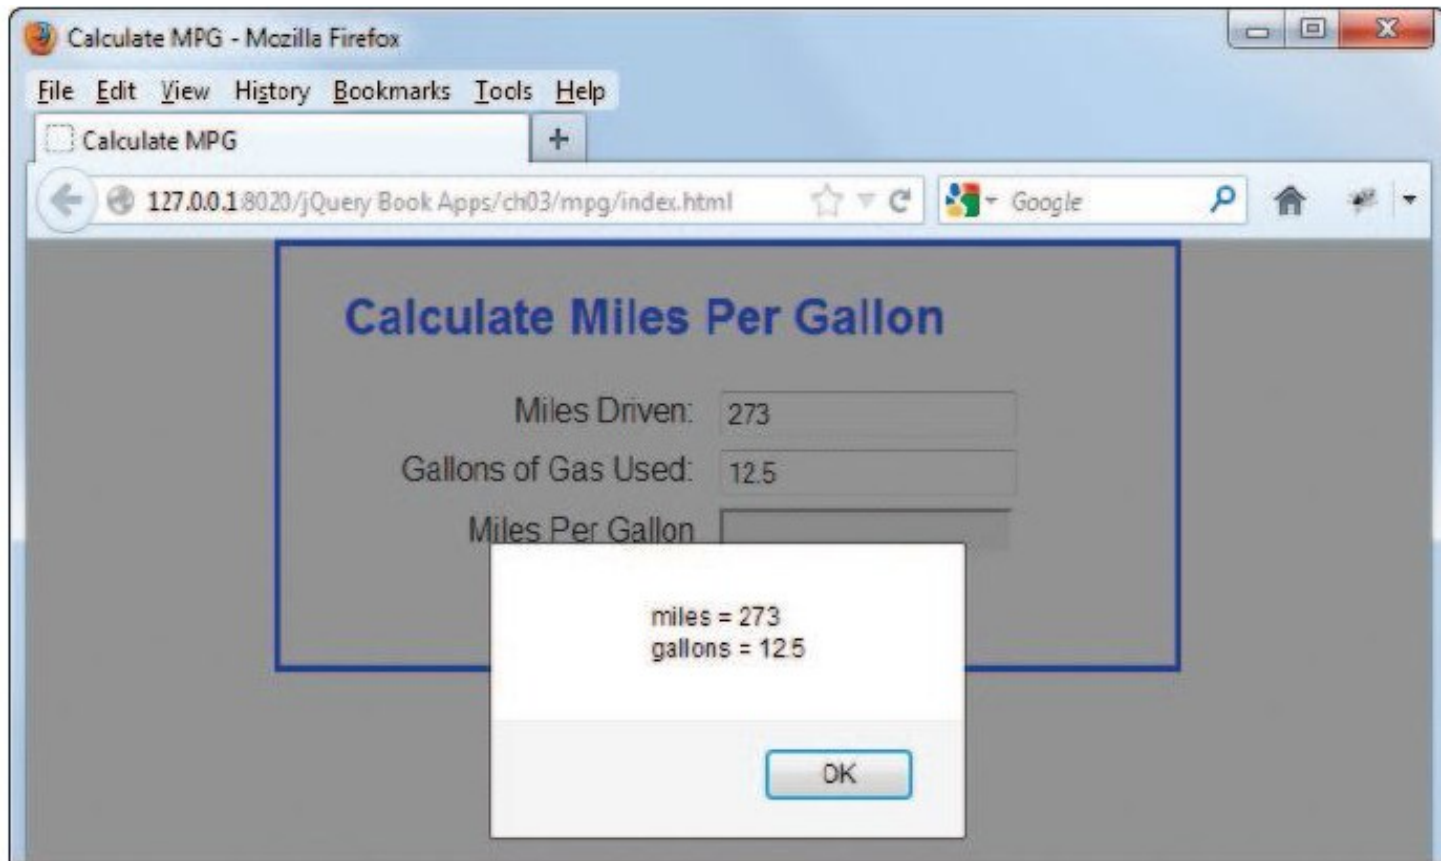 Calculate MPG - Mozilla Firefox
File Edit View History Bookmarks Tools Help
Calculate MPG
127.0.0.1:8020/jQuery Book Apps/ch03/mpg/index.html
Google
Calculate Miles Per Gallon
Miles Driven: 273
Gallons of Gas Used: 12.5
Miles Per Gallon
miles = 273
gallons = 12.5
OK